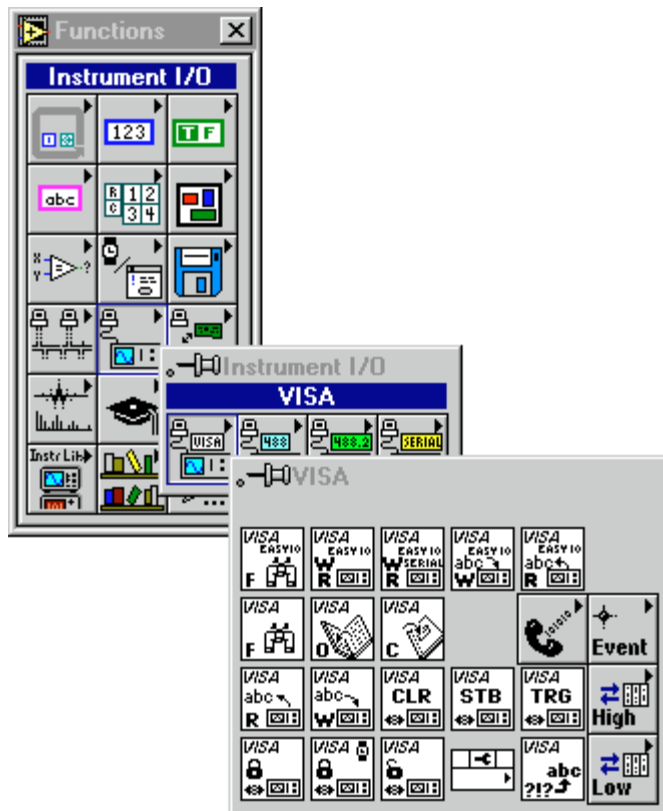 Functions
Instrument I/O
123
T F
abc
R 1 2
C 3 4
X
Y ?
Instrument I/O
VISA
VISA 488 488.2 SERIAL
Instr Lib
...
VISA
VISA EASY IO F
VISA EASY IO W R
VISA EASY IO W SERIAL R
VISA EASY IO abc W
VISA EASY IO abc R
VISA F
VISA O
VISA C
Event
VISA abc R
VISA abc W
VISA CLR
VISA STB
VISA TRG
High
VISA
VISA
VISA
VISA abc ?!?
Low